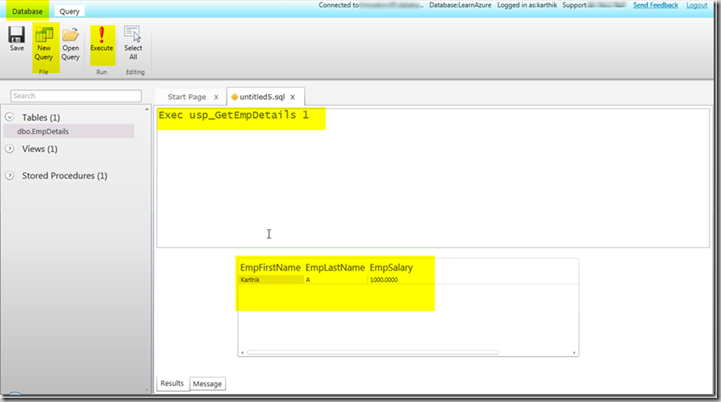 Database Query
Connected to ... Database:LearnAzure Logged in as:karthik Support: Send Feedback Logout
Save New Query Open Query Execute Select All
File Run Editing
Search
Start Page x untitled5.sql x
Tables (1)
dbo.EmpDetails
Views (1)
Stored Procedures (1)
Exec usp_GetEmpDetails 1
EmpFirstName EmpLastName EmpSalary
Karthik A 1000.0000
Results Message